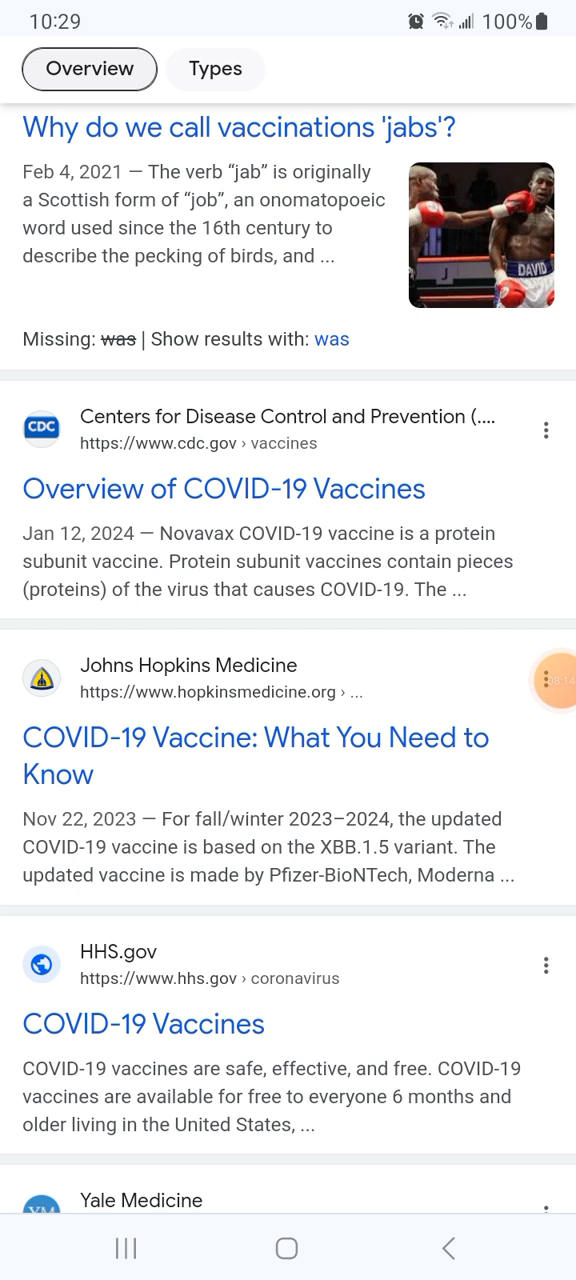 10:29
100%
Overview
Types
Why do we call vaccinations 'jabs'?
Feb 4, 2021 — The verb “jab” is originally
a Scottish form of “job”, an onomatopoeic
word used since the 16th century to
describe the pecking of birds, and ...
J
DAVID
Missing: was | Show results with: was
CDC
Centers for Disease Control and Prevention (....
https://www.cdc.gov › vaccines
Overview of COVID-19 Vaccines
Jan 12, 2024 — Novavax COVID-19 vaccine is a protein
subunit vaccine. Protein subunit vaccines contain pieces
(proteins) of the virus that causes COVID-19. The ...
Johns Hopkins Medicine
https://www.hopkinsmedicine.org › ...
08:14
COVID-19 Vaccine: What You Need to
Know
Nov 22, 2023 — For fall/winter 2023–2024, the updated
COVID-19 vaccine is based on the XBB.1.5 variant. The
updated vaccine is made by Pfizer-BioNTech, Moderna ...
HHS.gov
https://www.hhs.gov › coronavirus
COVID-19 Vaccines
COVID-19 vaccines are safe, effective, and free. COVID-19
vaccines are available for free to everyone 6 months and
older living in the United States, ...
YM
Yale Medicine